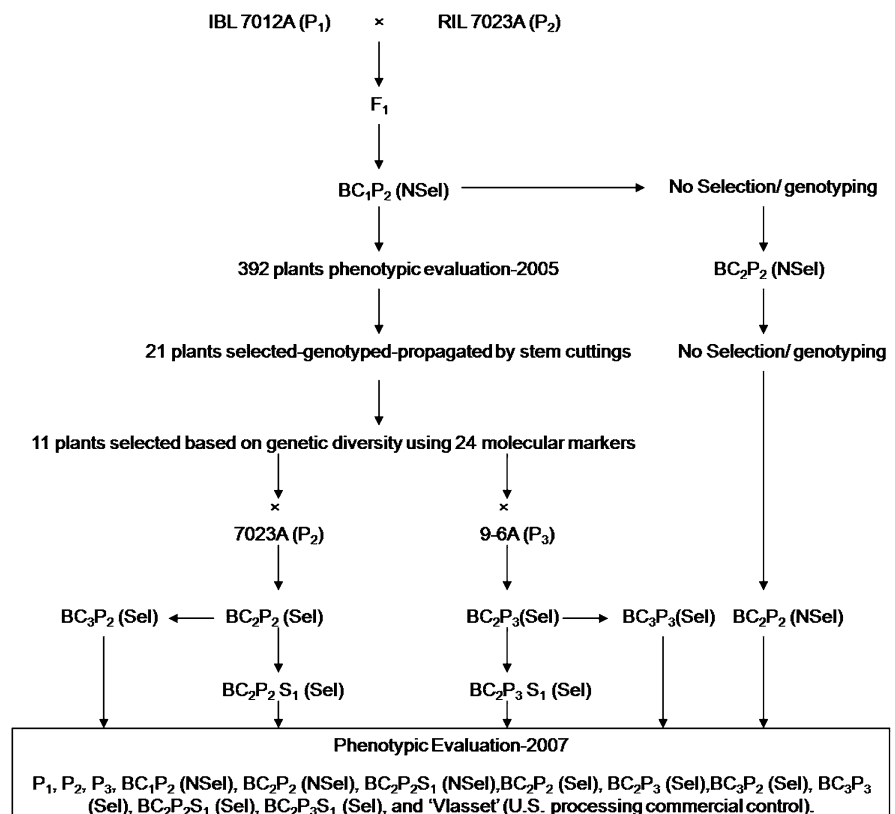 IBL 7012A (P₁) × RIL 7023A (P₂)
F₁
BC₁P₂ (NSel) No Selection/ genotyping
392 plants phenotypic evaluation-2005 BC₂P₂ (NSel)
21 plants selected-genotyped-propagated by stem cuttings No Selection/ genotyping
11 plants selected based on genetic diversity using 24 molecular markers
× ×
7023A (P₂) 9-6A (P₃)
BC₃P₂ (Sel) BC₂P₂ (Sel) BC₂P₃(Sel) BC₃P₃(Sel) BC₂P₂ (NSel)
BC₂P₂ S₁ (Sel) BC₂P₃ S₁ (Sel)
Phenotypic Evaluation-2007
P₁, P₂, P₃, BC₁P₂ (NSel), BC₂P₂ (NSel), BC₂P₂S₁ (NSel),BC₂P₂ (Sel), BC₂P₃ (Sel),BC₃P₂ (Sel), BC₃P₃
(Sel), BC₂P₂S₁ (Sel), BC₂P₃S₁ (Sel), and ‘Vlasset’ (U.S. processing commercial control).